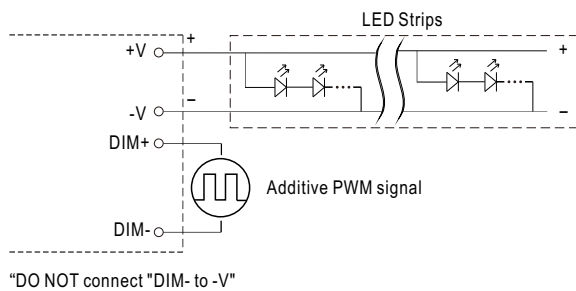 LED Strips
+V
+
+
-V
–
–
DIM+
Additive PWM signal
DIM-
“DO NOT connect "DIM- to -V"